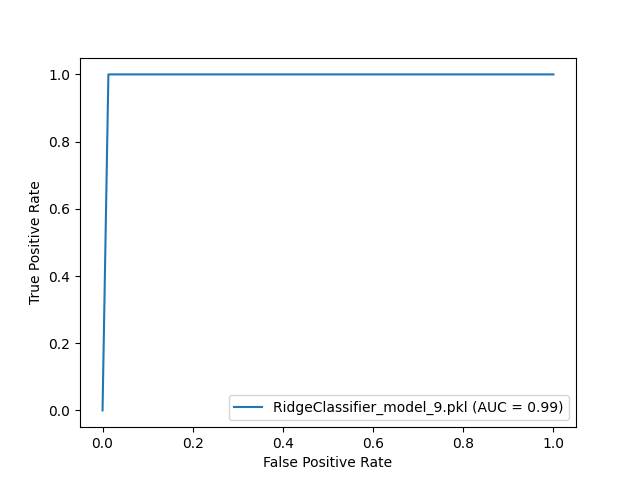 1.0
0.8
0.6
0.4
0.2
0.0
True Positive Rate
RidgeClassifier_model_9.pkl (AUC = 0.99)
0.0 0.2 0.4 0.6 0.8 1.0
False Positive Rate